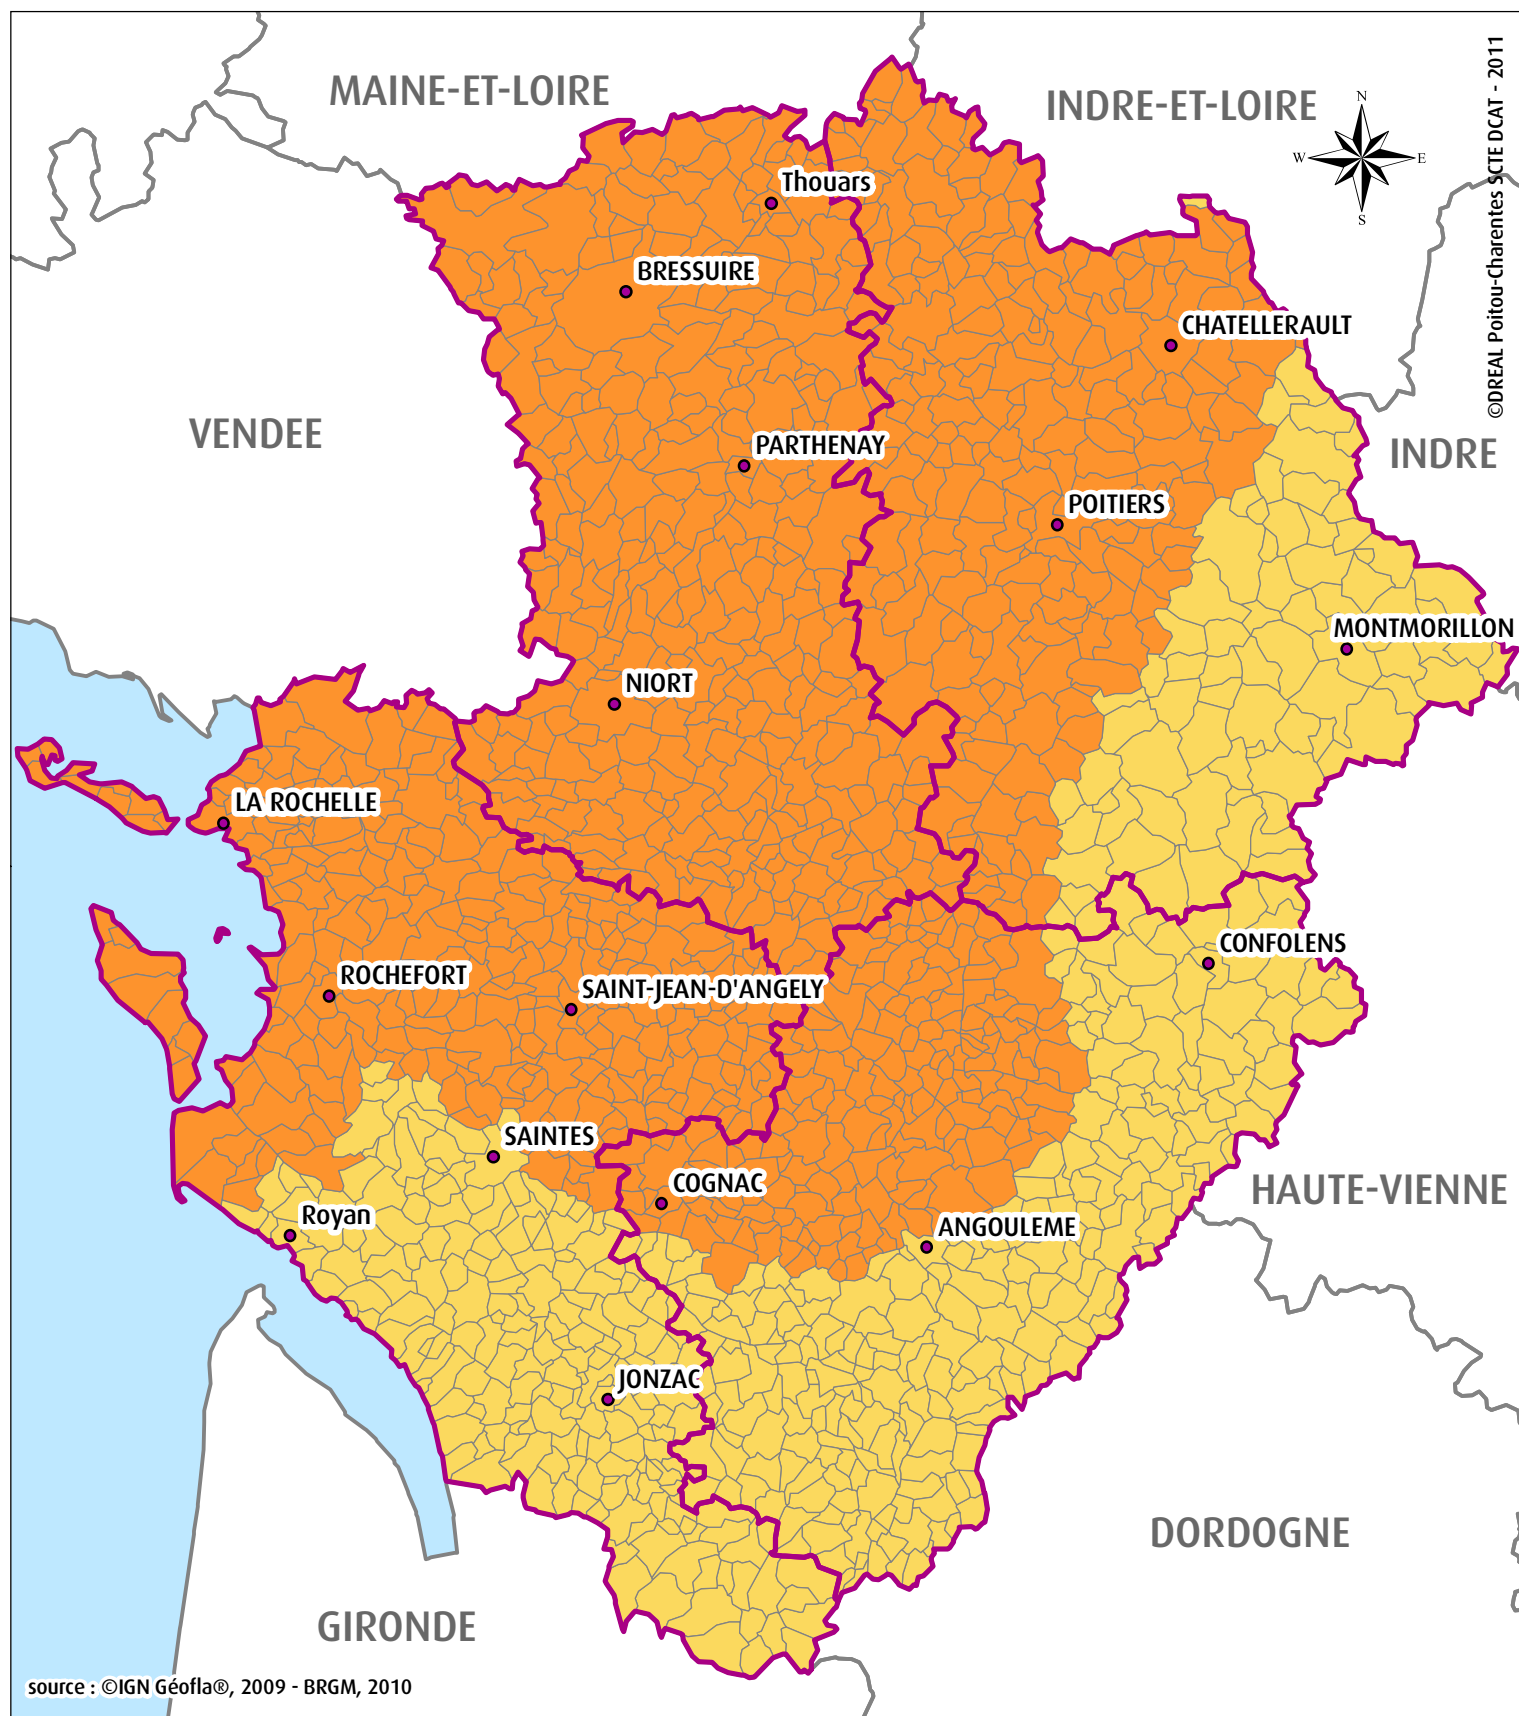 MAINE-ET-LOIRE
INDRE-ET-LOIRE
©DREAL Poitou-Charentes SCTE DCAT - 2011
N
W
E
S
Thouars
BRESSUIRE
CHATELLERAULT
VENDEE
PARTHENAY
INDRE
POITIERS
MONTMORILLON
NIORT
LA ROCHELLE
CONFOLENS
ROCHEFORT
SAINT-JEAN-D'ANGELY
SAINTES
COGNAC
HAUTE-VIENNE
Royan
ANGOULEME
JONZAC
DORDOGNE
GIRONDE
source : ©IGN Géofla®, 2009 - BRGM, 2010